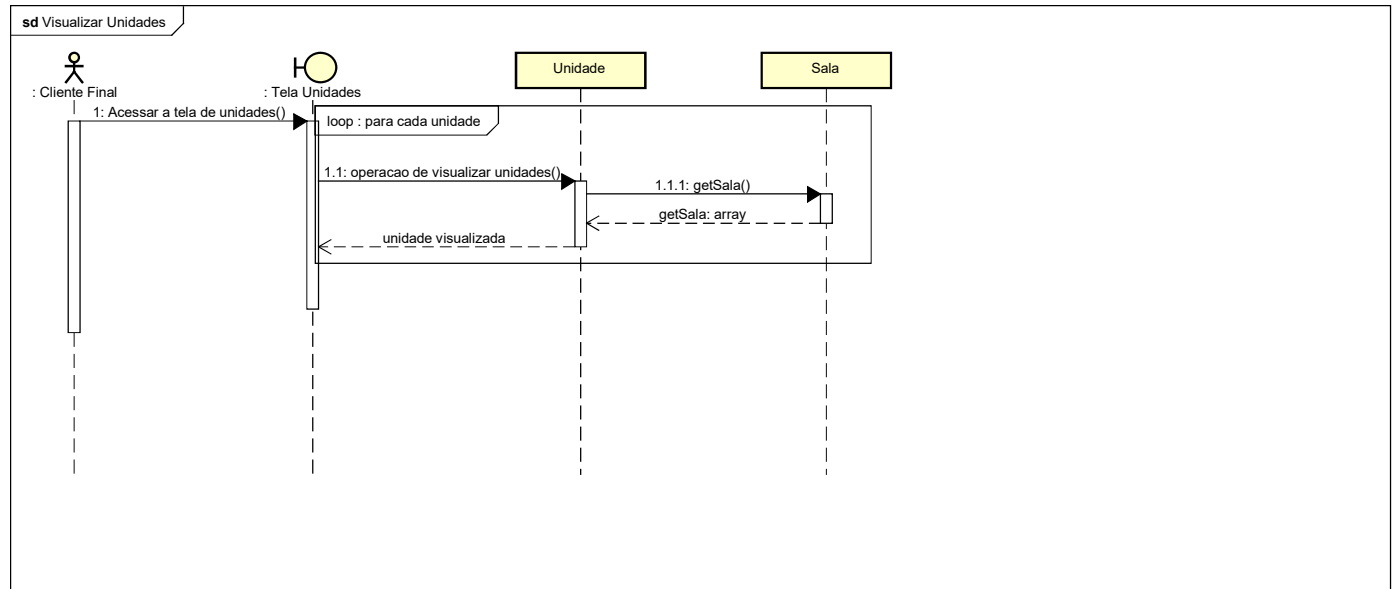 sd Visualizar Unidades
: Cliente Final
: Tela Unidades
Unidade
Sala
1: Acessar a tela de unidades()
loop : para cada unidade
1.1: operacao de visualizar unidades()
1.1.1: getSala()
getSala: array
unidade visualizada